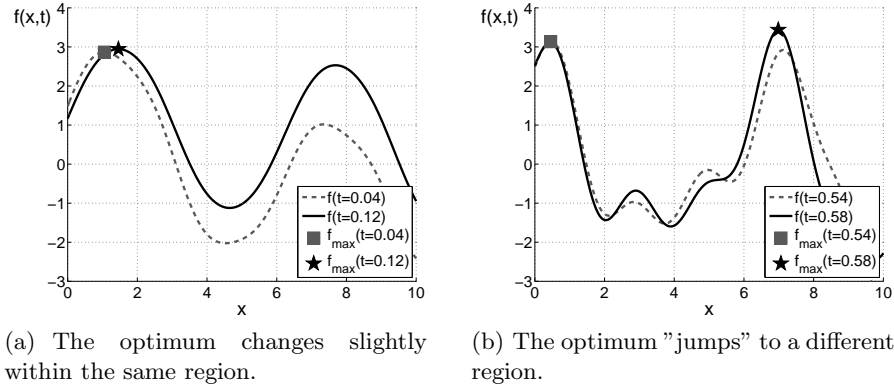 f(x,t)
4
3
2
1
0
−1
−2
−3
0 2 4 6 8 10
x
f(t=0.04)
f(t=0.12)
f_max(t=0.04)
f_max(t=0.12)
(a) The optimum changes slightly
within the same region.
f(x,t)
4
3
2
1
0
−1
−2
−3
0 2 4 6 8 10
x
f(t=0.54)
f(t=0.58)
f_max(t=0.54)
f_max(t=0.58)
(b) The optimum ”jumps” to a different
region.